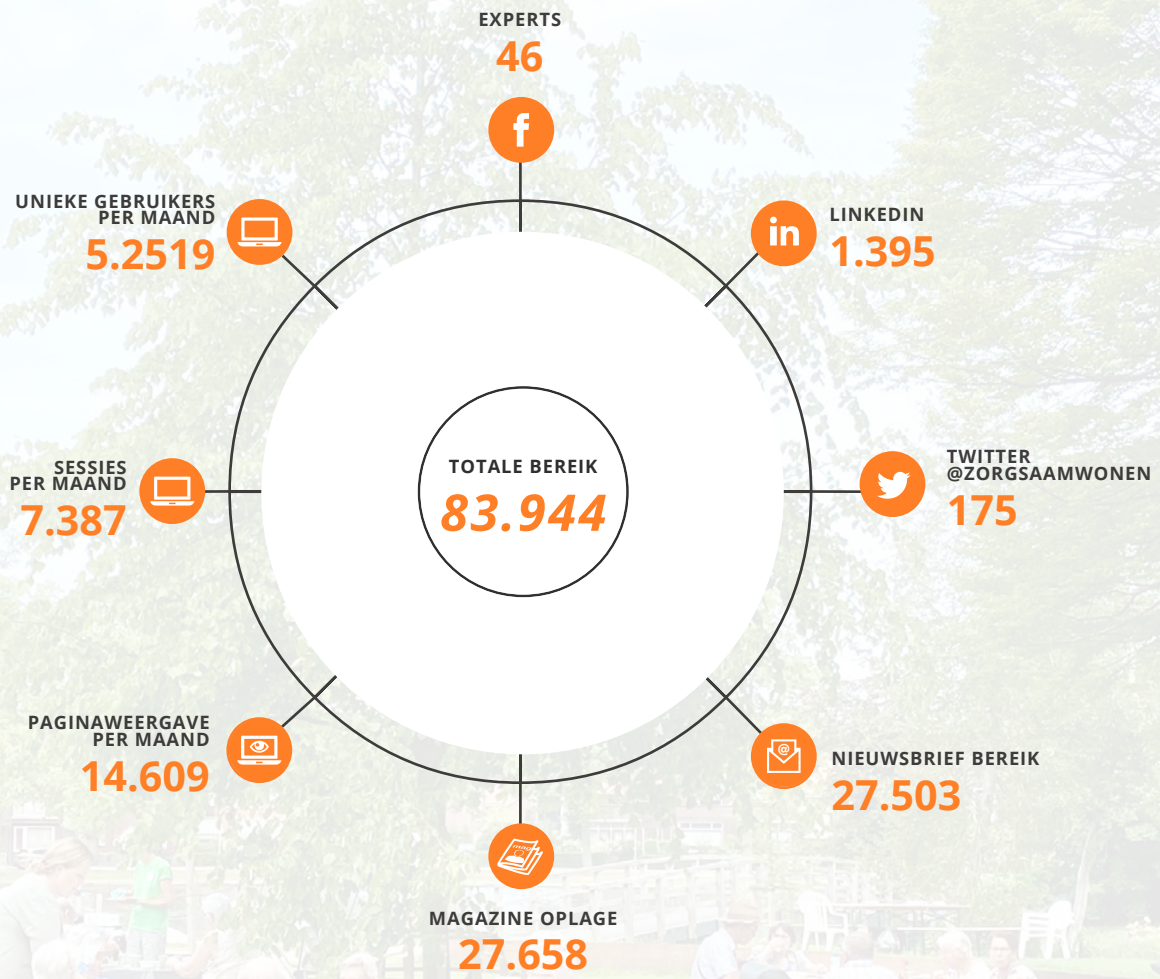 EXPERTS
46
UNIEKE GEBRUIKERS
PER MAAND
5.2519
LINKEDIN
1.395
SESSIES
PER MAAND
7.387
TOTALE BEREIK
83.944
TWITTER
@ZORGSAAMWONEN
175
PAGINAWEERGAVE
PER MAAND
14.609
NIEUWSBRIEF BEREIK
27.503
MAGAZINE OPLAGE
27.658